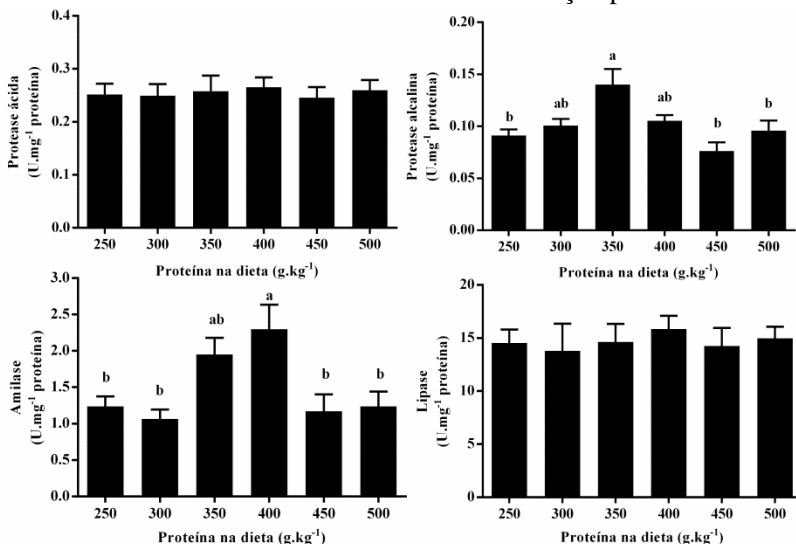 Protease ácida
(U.mg⁻¹ proteína)
0.4
0.3
0.2
0.1
0.0
250 300 350 400 450 500
Proteína na dieta (g.kg⁻¹)
Protease alcalina
(U.mg⁻¹ proteína)
0.20
0.15
0.10
0.05
0.00
b ab a ab b b
250 300 350 400 450 500
Proteína na dieta (g.kg⁻¹)
Amilase
(U.mg⁻¹ proteína)
3.0
2.5
2.0
1.5
1.0
0.5
0.0
b b ab a b b
250 300 350 400 450 500
Proteína na dieta (g.kg⁻¹)
Lipase
(U.mg⁻¹ proteína)
20
15
10
5
0
250 300 350 400 450 500
Proteína na dieta (g.kg⁻¹)